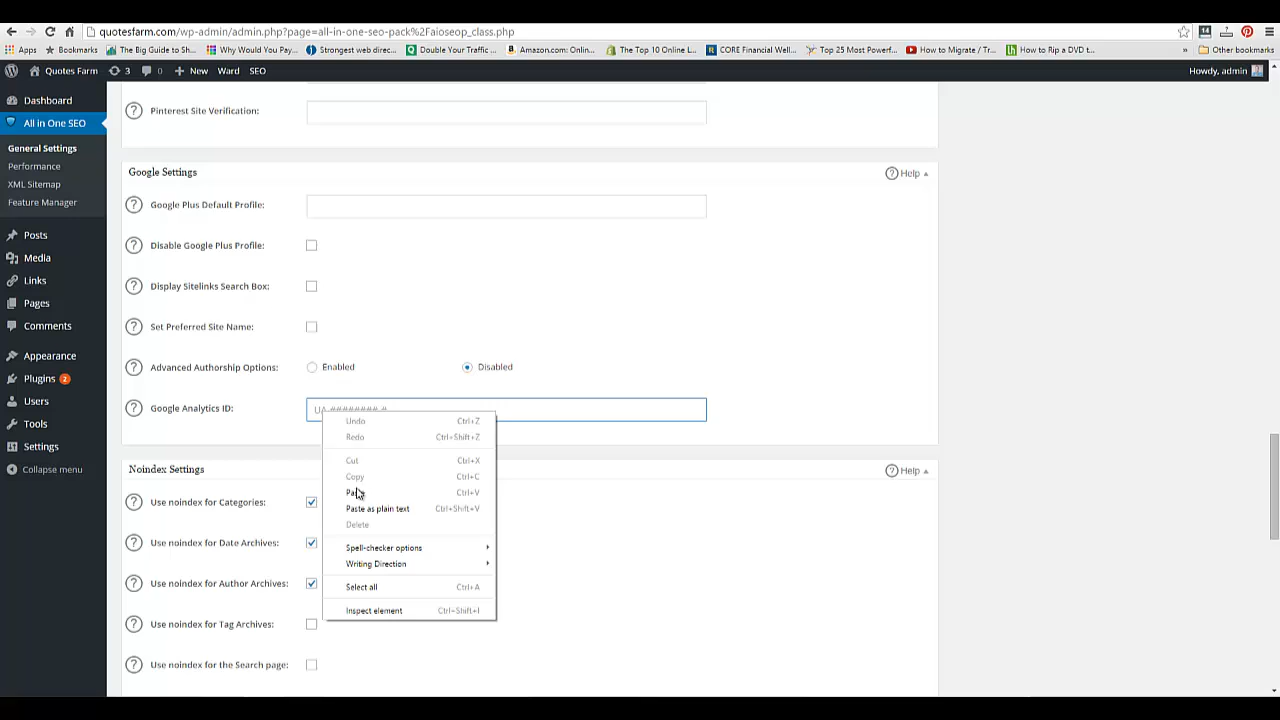 quotesfarm.com/wp-admin/admin.php?page=all-in-one-seo-pack%2Faioseop_class.php
Apps Bookmarks The Big Guide to Sh... Why Would You Pay... Strongest web direc... Double Your Traffic ... Amazon.com: Onlin... The Top 10 Online L... CORE Financial Well... Top 25 Most Powerf... How to Migrate / Tr... How to Rip a DVD t... » Other bookmarks
Quotes Farm 3 0 New Ward SEO Howdy, admin
Dashboard
All in One SEO
General Settings
Performance
XML Sitemap
Feature Manager
Posts
Media
Links
Pages
Comments
Appearance
Plugins 2
Users
Tools
Settings
Collapse menu
? Pinterest Site Verification:
Google Settings ? Help
? Google Plus Default Profile:
? Disable Google Plus Profile:
? Display Sitelinks Search Box:
? Set Preferred Site Name:
? Advanced Authorship Options: Enabled Disabled
? Google Analytics ID: UA-########-#
Undo Ctrl+Z
Redo Ctrl+Shift+Z
Cut Ctrl+X
Copy Ctrl+C
Paste Ctrl+V
Paste as plain text Ctrl+Shift+V
Delete
Spell-checker options
Writing Direction
Select all Ctrl+A
Inspect element Ctrl+Shift+I
Noindex Settings ? Help
? Use noindex for Categories:
? Use noindex for Date Archives:
? Use noindex for Author Archives:
? Use noindex for Tag Archives:
? Use noindex for the Search page: